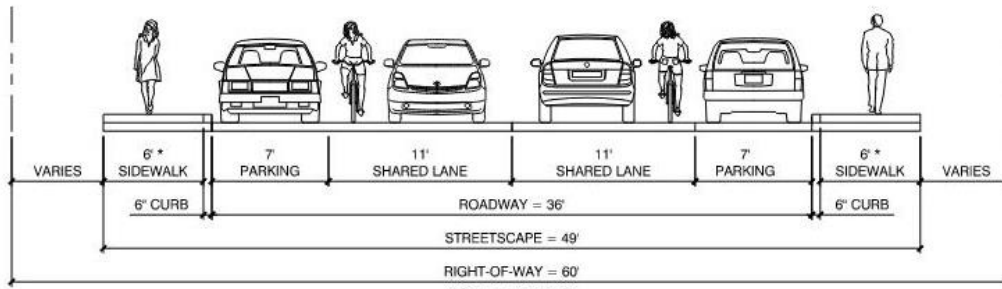 VARIES
6' *
SIDEWALK
7'
PARKING
11'
SHARED LANE
11'
SHARED LANE
7'
PARKING
6' *
SIDEWALK
VARIES
6" CURB
ROADWAY = 36'
6" CURB
STREETSCAPE = 49'
RIGHT-OF-WAY = 60'